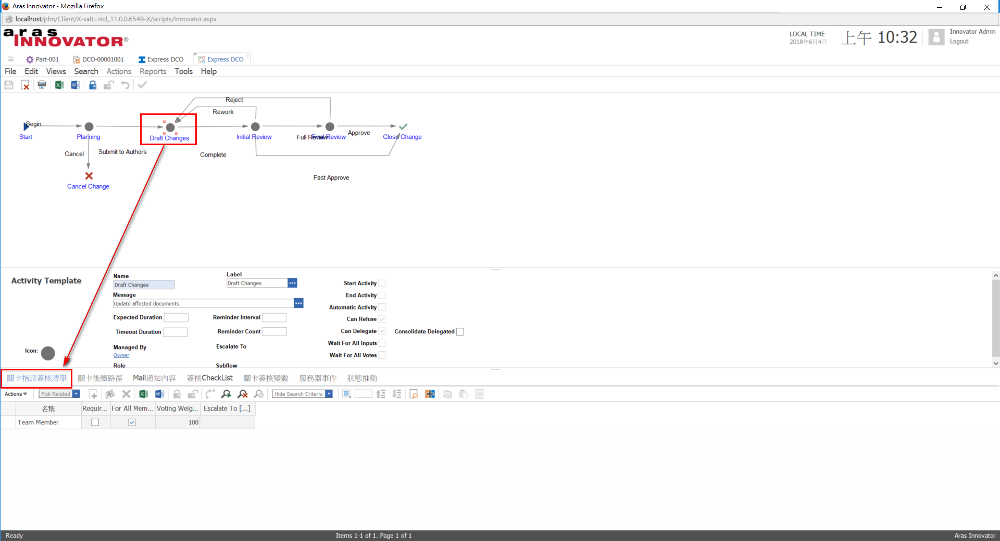 Aras Innovator - Mozilla Firefox
localhost/plm/Client/X-salt=std_11.0.0.6549-X/scripts/Innovator.aspx
aras
INNOVATOR®
LOCAL TIME
2018年6月4日
上午 10:32
Innovator Admin
Logout
Part-001
DCO-00001001
Express DCO
Express DCO
File Edit Views Search Actions Reports Tools Help
Reject
Rework
Begin
Start
Planning
Draft Changes
Initial Review
Full Review
Final Review
Approve
Close Change
Cancel
Submit to Authors
Complete
Cancel Change
Fast Approve
Activity Template
Name
Draft Changes
Label
Draft Changes
Message
Update affected documents
Expected Duration
Reminder Interval
Timeout Duration
Reminder Count
Managed By
Owner
Escalate To
Role
Subflow
Icon:
Start Activity
End Activity
Automatic Activity
Can Refuse
Can Delegate
Consolidate Delegated
Wait For All Inputs
Wait For All Votes
關卡指派簽核清單 關卡後續路徑 Mail通知內容 簽核CheckList 關卡簽核變數 服務器事件 狀態推動
Actions Pick Related Hide Search Criteria
名稱 Requir... For All Mem... Voting Weig... Escalate To [...]
Team Member 100
Ready Items 1-1 of 1. Page 1 of 1 Aras Innovator